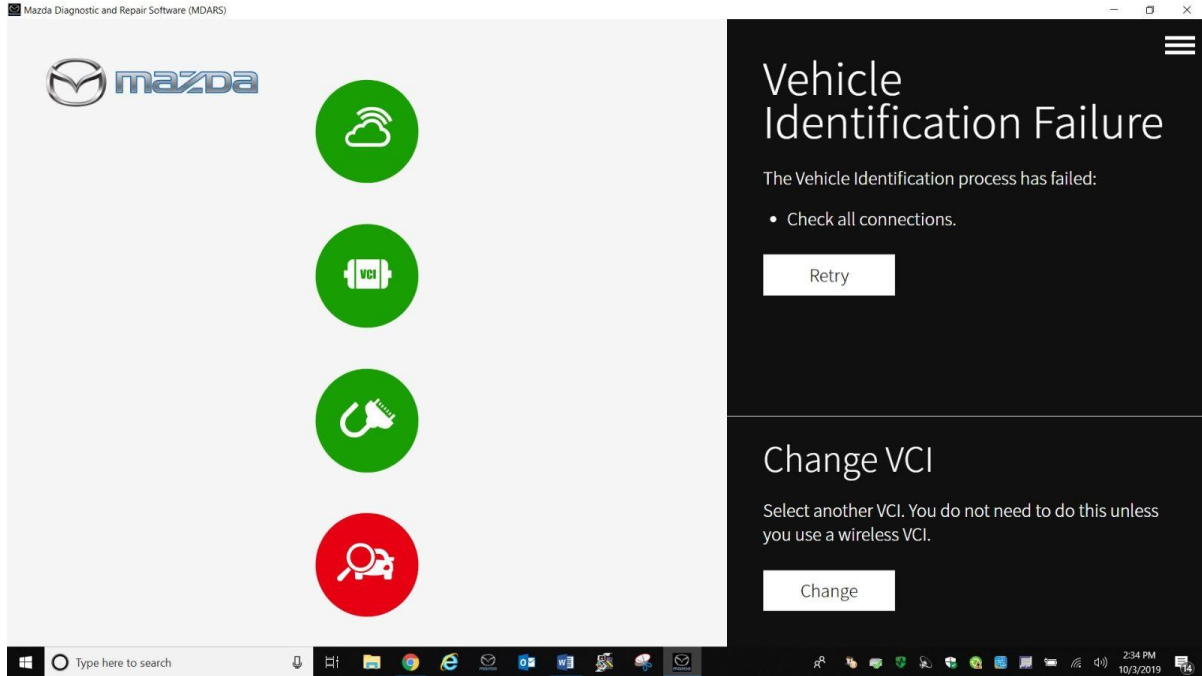 Mazda Diagnostic and Repair Software (MDARS)
mazda
VCI
Vehicle
Identification Failure
The Vehicle Identification process has failed:
• Check all connections.
Retry
Change VCI
Select another VCI. You do not need to do this unless
you use a wireless VCI.
Change
Type here to search
2:34 PM
10/3/2019
14